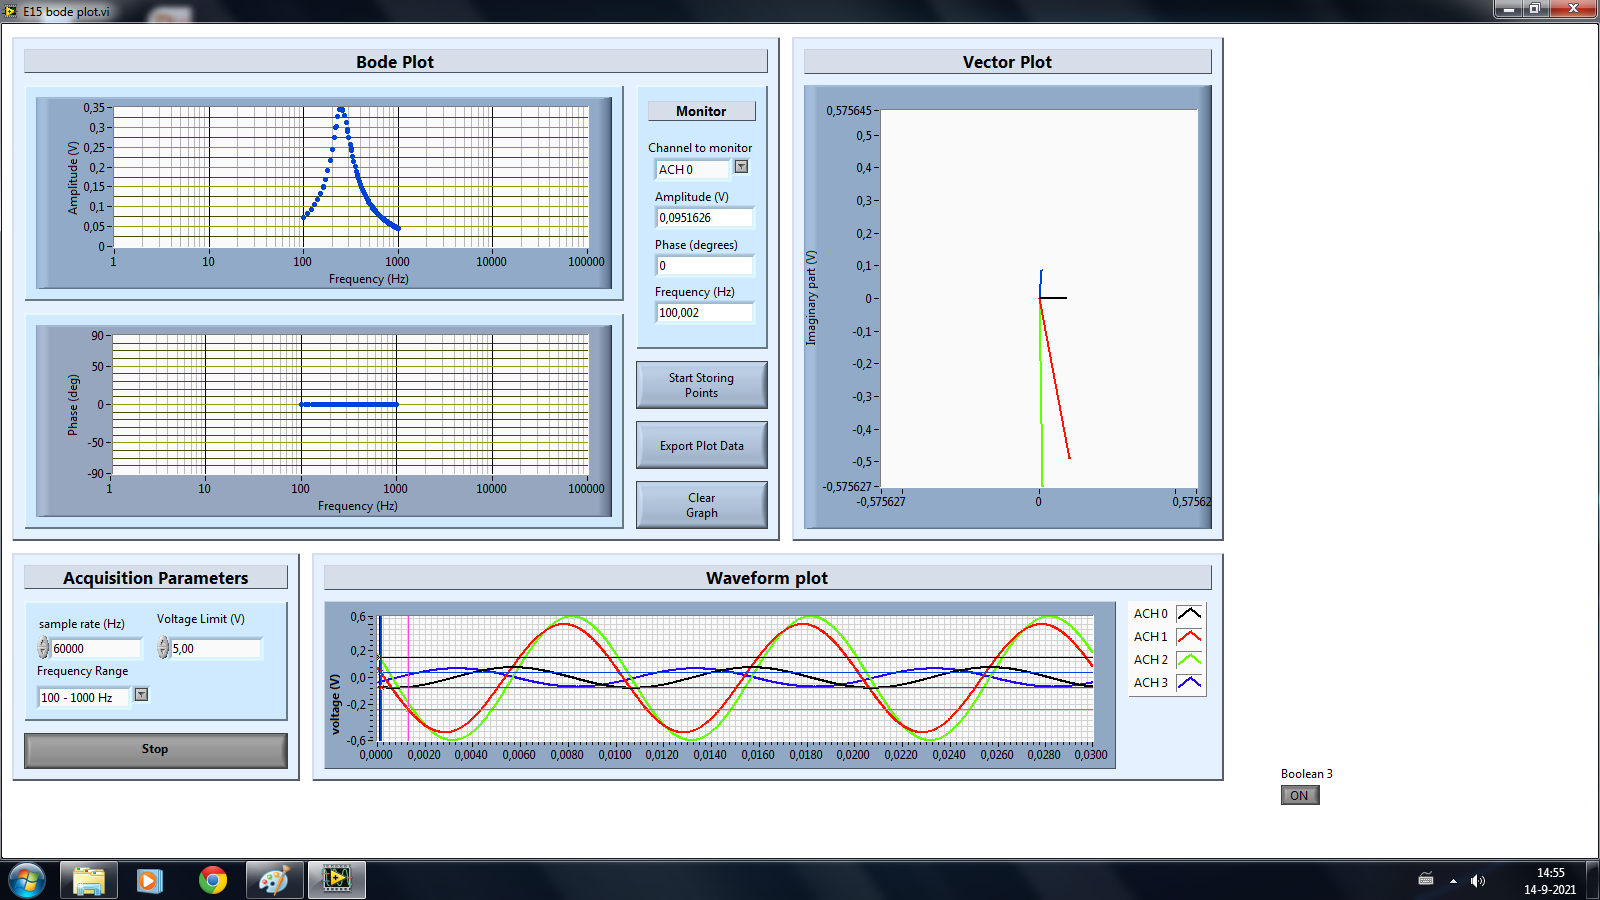 E15 bode plot.vi
Bode Plot
Amplitude (V)
0,35
0,3
0,25
0,2
0,15
0,1
0,05
0
1 10 100 1000 10000 100000
Frequency (Hz)
Phase (deg)
90
50
0
-50
-90
1 10 100 1000 10000 100000
Frequency (Hz)
Monitor
Channel to monitor
ACH 0
Amplitude (V)
0,0951626
Phase (degrees)
0
Frequency (Hz)
100,002
Start Storing
Points
Export Plot Data
Clear
Graph
Vector Plot
Imaginary part (V)
0,575645
0,5
0,4
0,3
0,2
0,1
0
-0,1
-0,2
-0,3
-0,4
-0,5
-0,575627
-0,575627 0 0,57562
Acquisition Parameters
sample rate (Hz)
60000
Voltage Limit (V)
5,00
Frequency Range
100 - 1000 Hz
Stop
Waveform plot
voltage (V)
0,6
0,2
0,0
-0,2
-0,6
0,0000 0,0020 0,0040 0,0060 0,0080 0,0100 0,0120 0,0140 0,0160 0,0180 0,0200 0,0220 0,0240 0,0260 0,0280 0,0300
ACH 0
ACH 1
ACH 2
ACH 3
Boolean 3
ON
14:55
14-9-2021